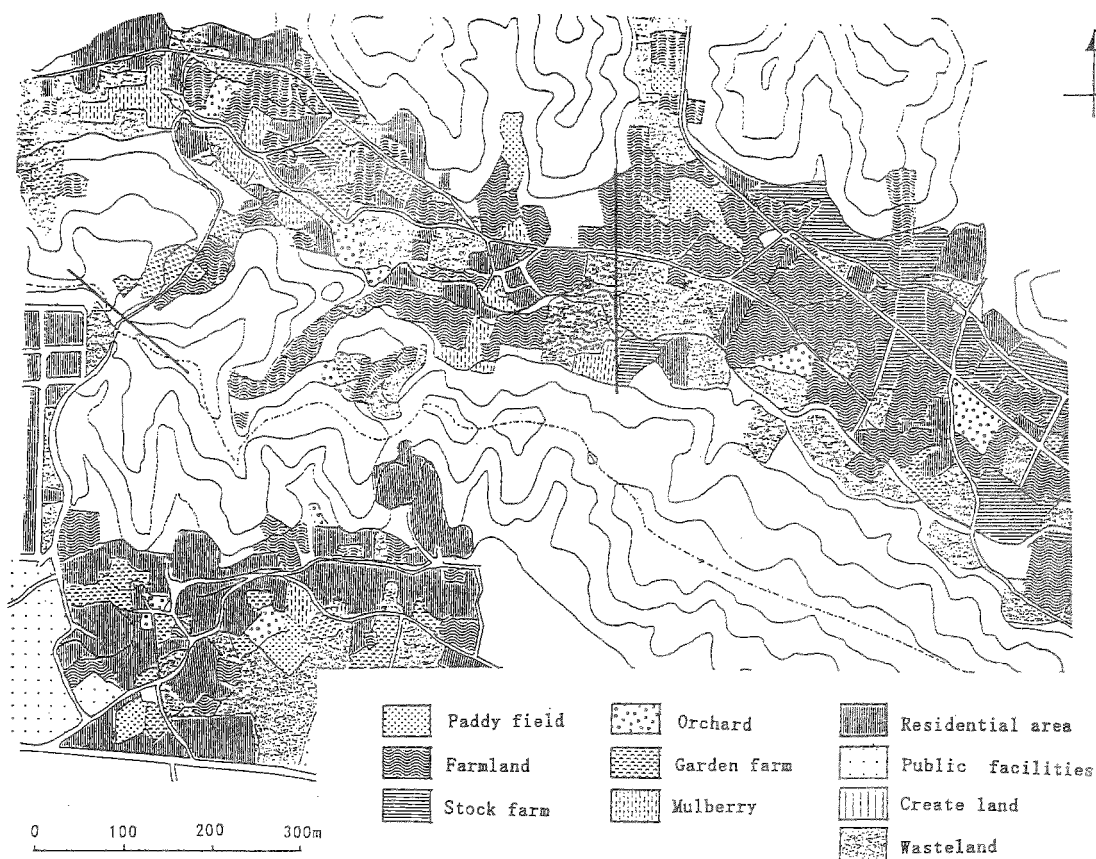 Paddy field
Farmland
Stock farm
Orchard
Garden farm
Mulberry
Residential area
Public facilities
Create land
Wasteland
0 100 200 300m